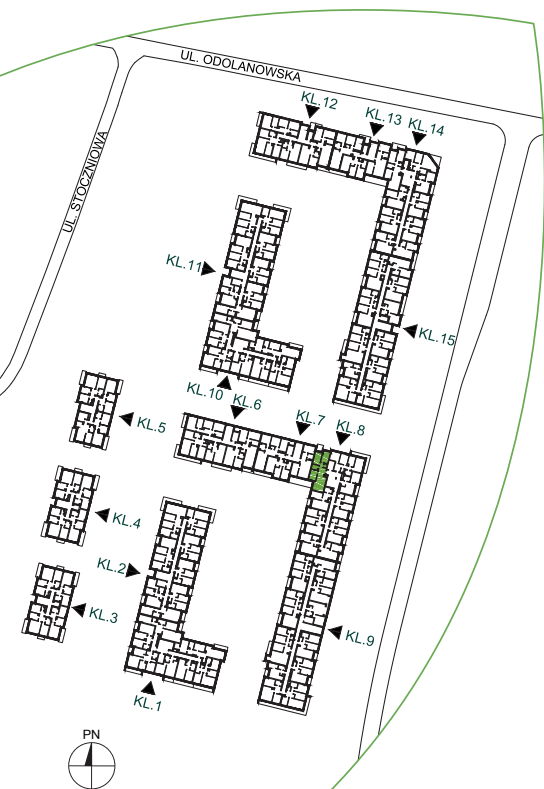 UL. ODOLANOWSKA
UL. STOCZNIOWA
KL.12
KL.13
KL.14
KL.11
KL.15
KL.10
KL.6
KL.7
KL.8
KL.5
KL.4
KL.2
KL.3
KL.9
KL.1
PN